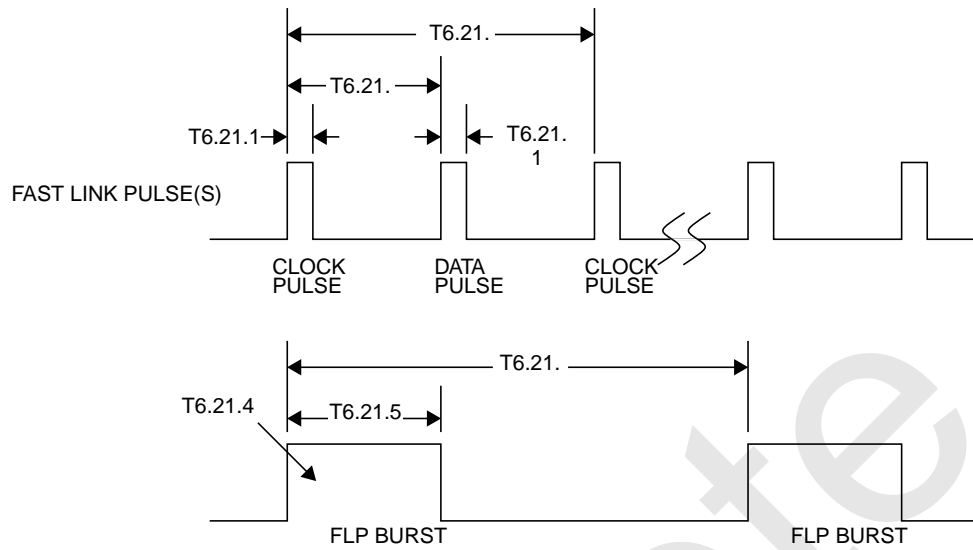 T6.21.
T6.21.
T6.21.1
T6.21.
1
FAST LINK PULSE(S)
CLOCK
PULSE
DATA
PULSE
CLOCK
PULSE
T6.21.
T6.21.4
T6.21.5
FLP BURST
FLP BURST